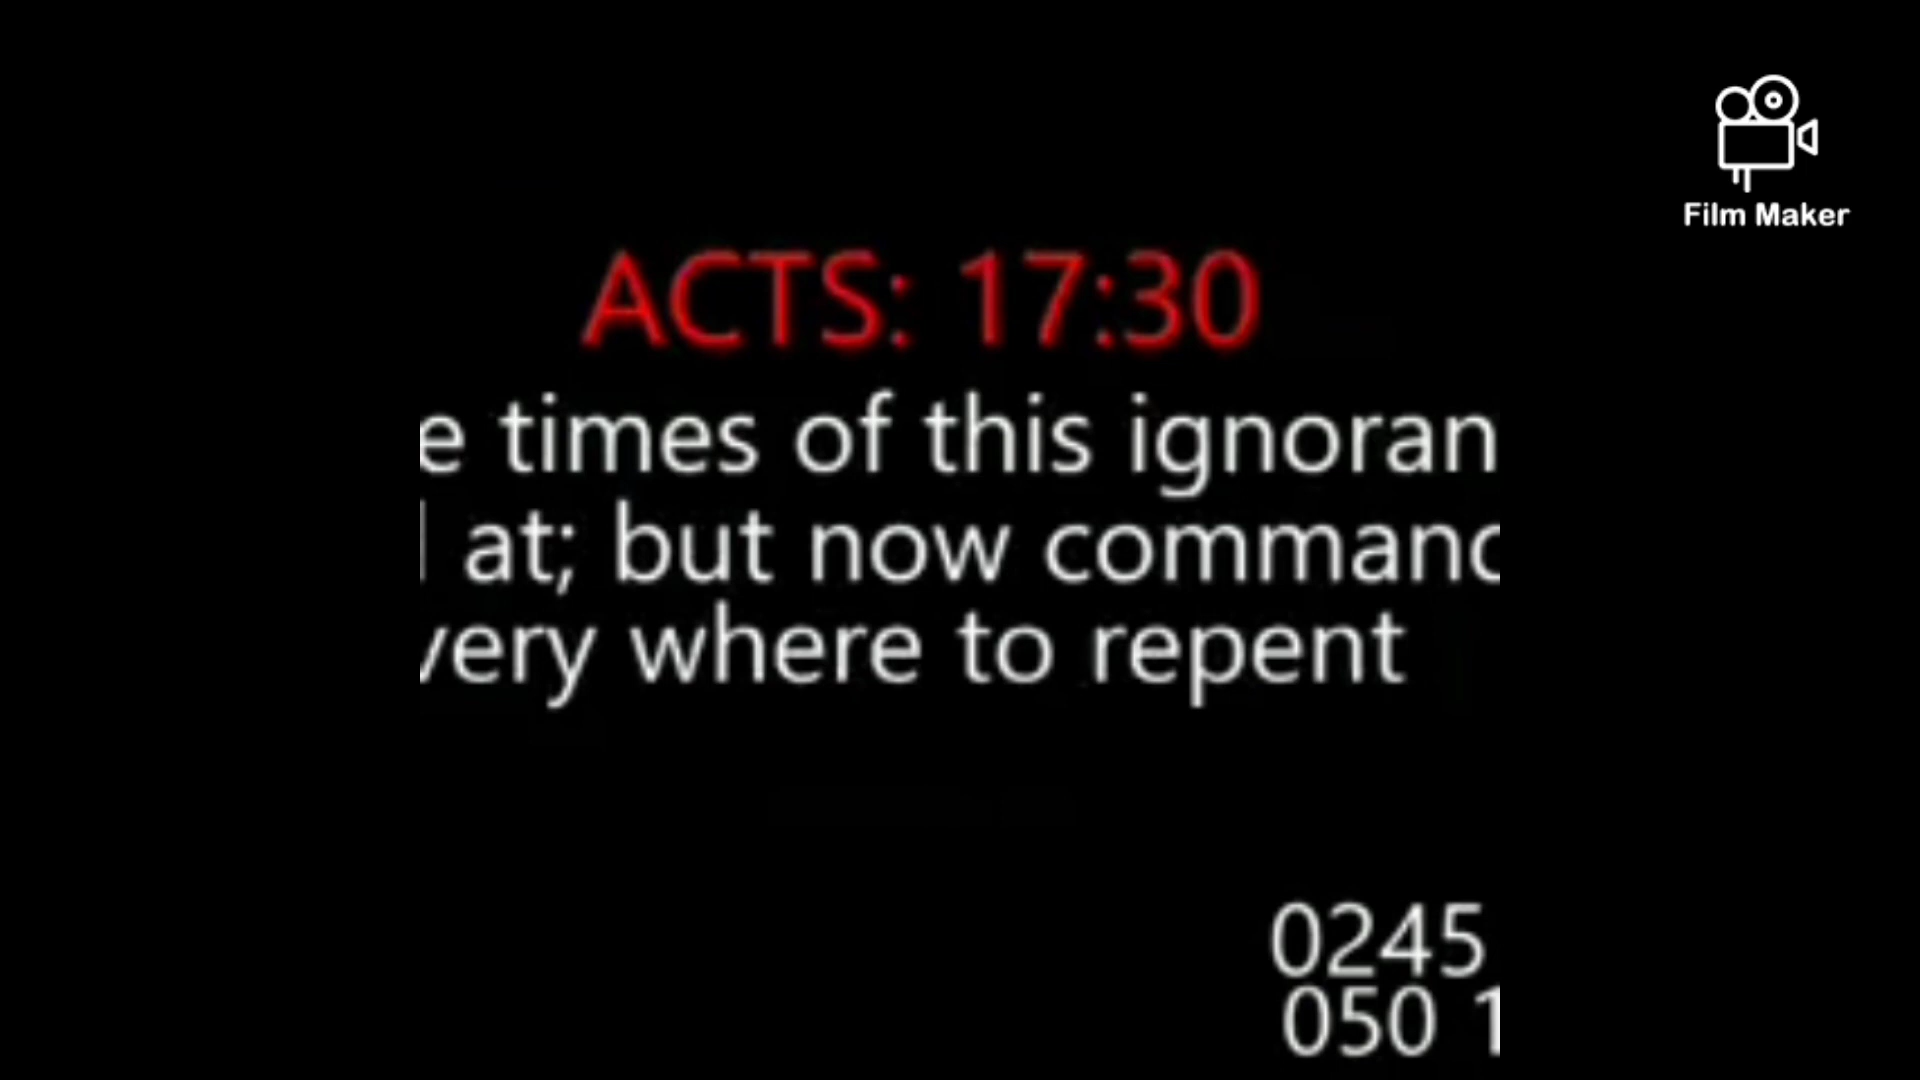 Film Maker
ACTS: 17:30
e times of this ignoran
at; but now command
very where to repent
0245
050 1